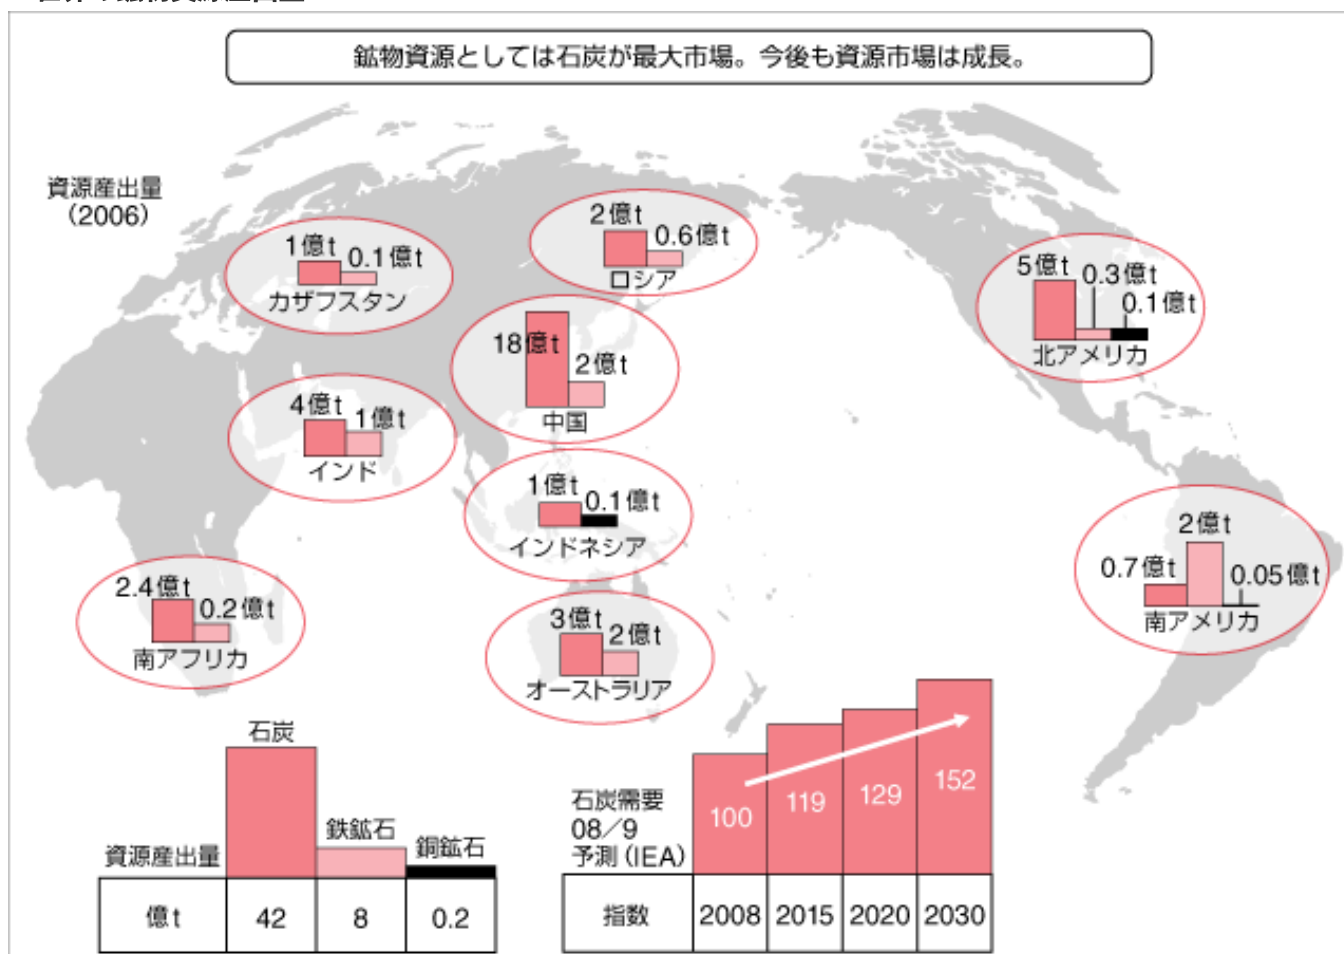 鉱物資源としては石炭が最大市場。今後も資源市場は成長。
資源産出量
(2006)
1億t
0.1億t
カザフスタン
2億t
0.6億t
ロシア
5億t
0.3億t
0.1億t
北アメリカ
18億t
2億t
中国
4億t
1億t
インド
1億t
0.1億t
インドネシア
2億t
0.7億t
0.05億t
南アメリカ
2.4億t
0.2億t
南アフリカ
3億t
2億t
オーストラリア
石炭
鉄鉱石
銅鉱石
資源産出量
億t
42
8
0.2
石炭需要
08/9
予測(IEA)
100
119
129
152
指数
2008
2015
2020
2030